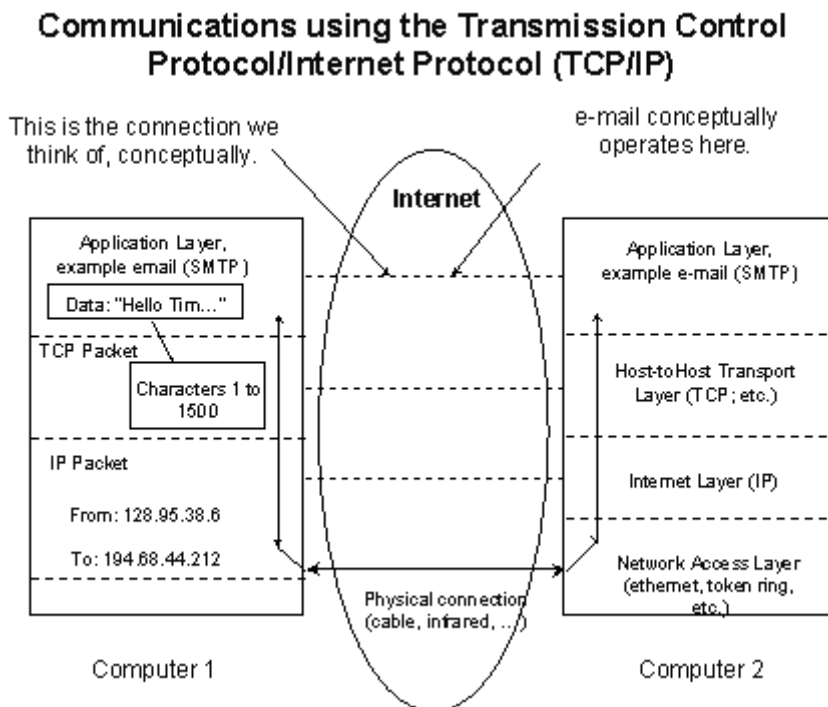 Communications using the Transmission Control
Protocol/Internet Protocol (TCP/IP)
This is the connection we
think of, conceptually.
e-mail conceptually
operates here.
Internet
Application Layer,
example email (SMTP)
Data: "Hello Tim..."
TCP Packet
Characters 1 to
1500
IP Packet
From: 128.95.38.6
To: 194.68.44.212
Computer 1
Physical connection
(cable, infrared, ...)
Application Layer,
example e-mail (SMTP)
Host-to Host Transport
Layer (TCP; etc.)
Internet Layer (IP)
Network Access Layer
(ethernet, token ring,
etc.)
Computer 2